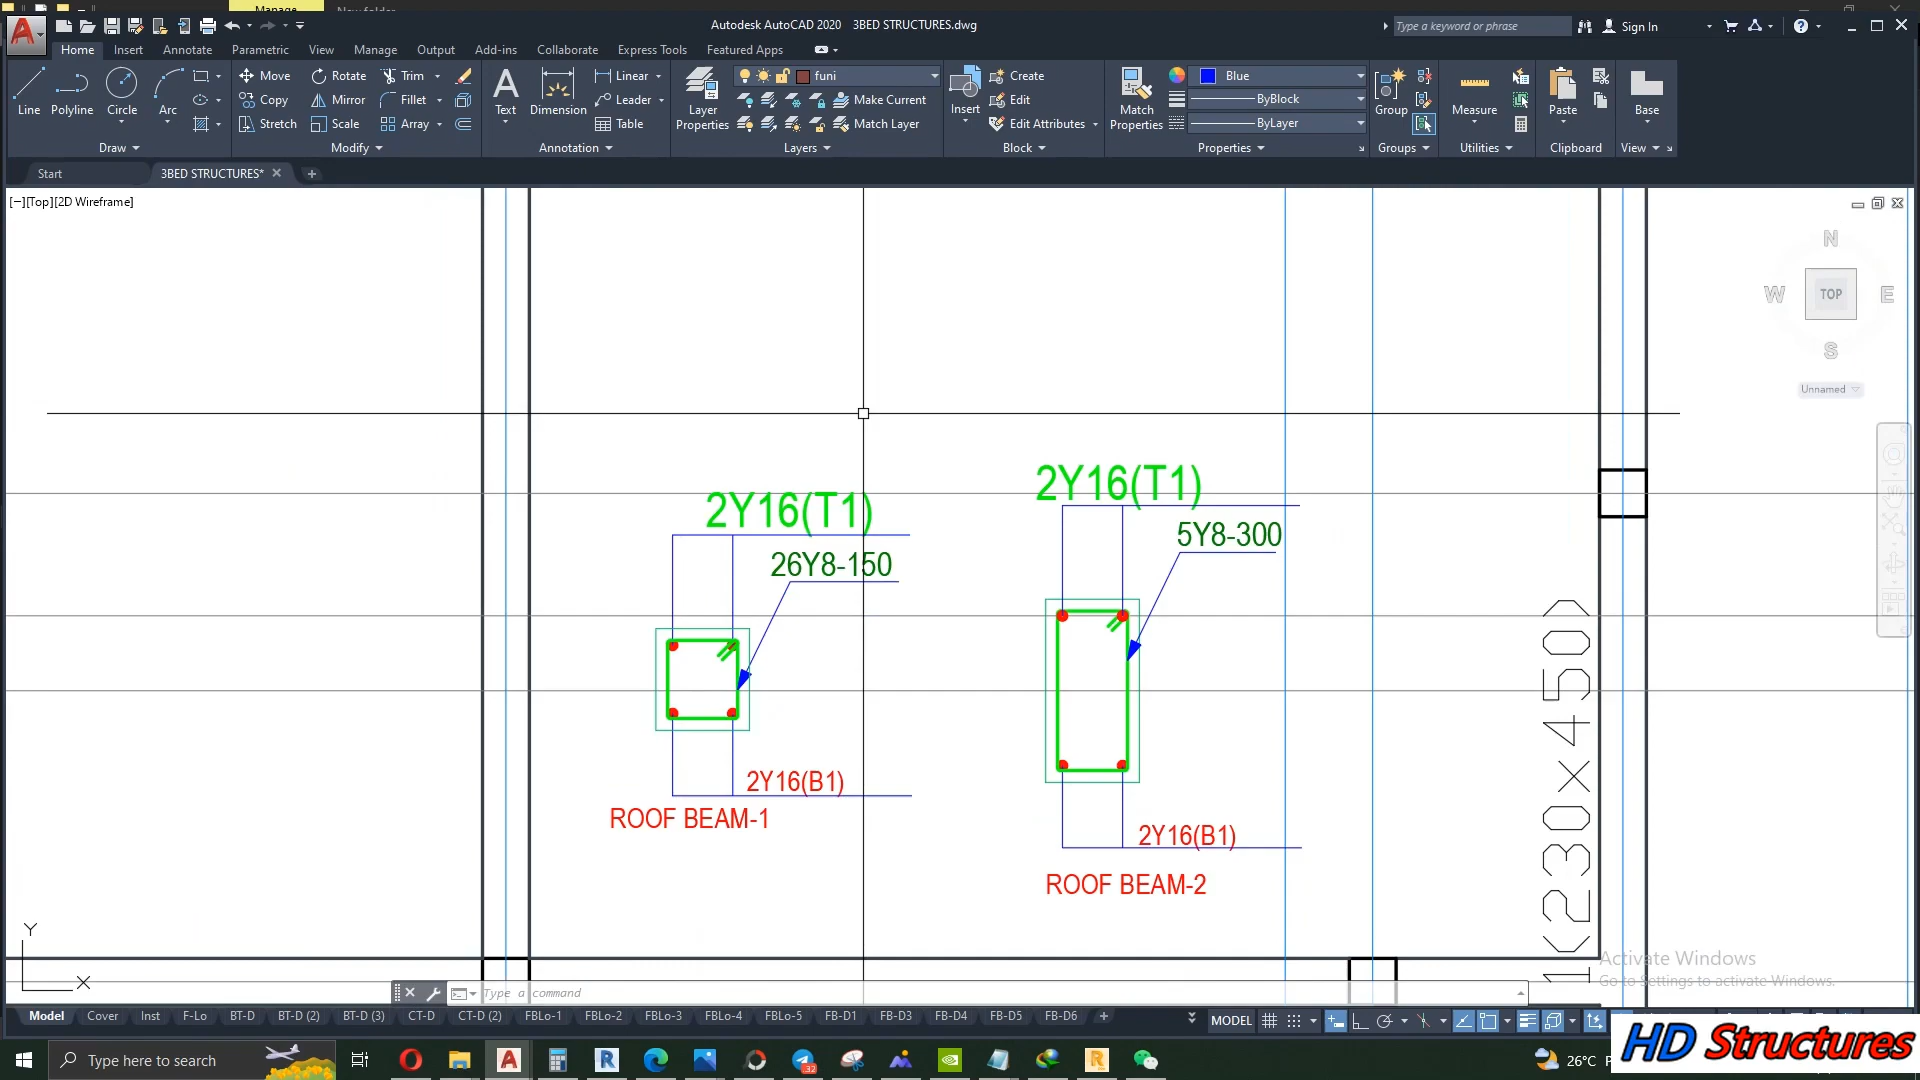 Manage
New folder
Autodesk AutoCAD 2020   3BED STRUCTURES.dwg
Type a keyword or phrase
Sign In
Home Insert Annotate Parametric View Manage Output Add-ins Collaborate Express Tools Featured Apps
Line Polyline Circle Arc
Move Rotate Trim
Copy Mirror Fillet
Stretch Scale Array
Text Dimension
Linear
Leader
Table
Layer Properties
funi
Make Current
Match Layer
Insert
Create
Edit
Edit Attributes
Match Properties
Blue
ByBlock
ByLayer
Group
Measure
Paste
Base
Draw Modify Annotation Layers Block Properties Groups Utilities Clipboard View
Start 3BED STRUCTURES*
[−][Top][2D Wireframe]
N
W TOP E
S
Unnamed
2Y16(T1)
26Y8-150
2Y16(B1)
ROOF BEAM-1
2Y16(T1)
5Y8-300
2Y16(B1)
ROOF BEAM-2
1(230x450)
Y
X
Activate Windows
Go to Settings to activate Windows.
Type a command
Model Cover Inst F-Lo BT-D BT-D (2) BT-D (3) CT-D CT-D (2) FBLo-1 FBLo-2 FBLo-3 FBLo-4 FBLo-5 FB-D1 FB-D3 FB-D4 FB-D5 FB-D6 MODEL
Type here to search
32
26°C
HD Structures